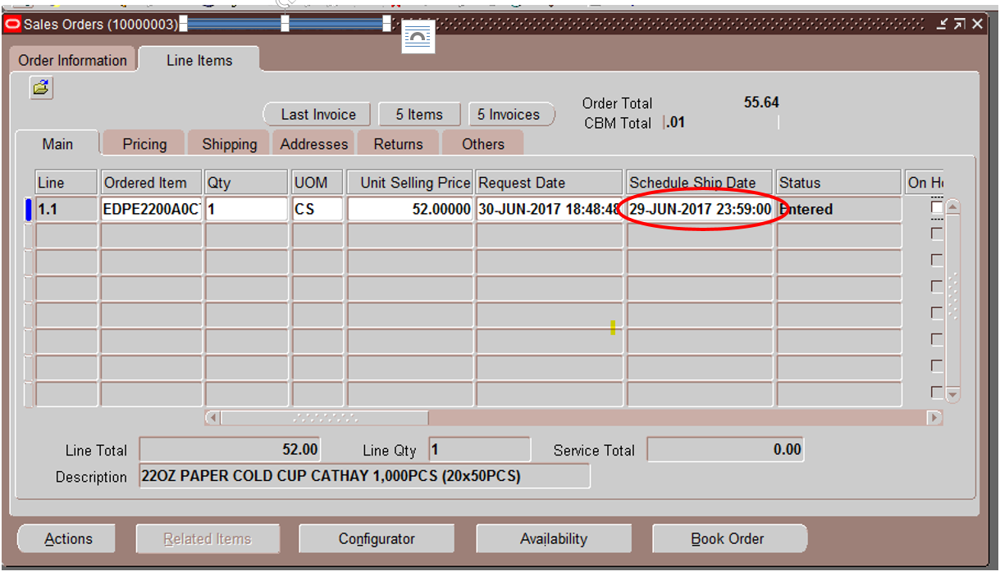 Sales Orders (10000003)
Order Information Line Items
Last Invoice 5 Items 5 Invoices Order Total 55.64
CBM Total .01
Main Pricing Shipping Addresses Returns Others
Line Ordered Item Qty UOM Unit Selling Price Request Date Schedule Ship Date Status On
1.1 EDPE2200A0C 1 CS 52.00000 30-JUN-2017 18:48:48 29-JUN-2017 23:59:00 Entered
Line Total 52.00 Line Qty 1 Service Total 0.00
Description 22OZ PAPER COLD CUP CATHAY 1,000PCS (20x50PCS)
Actions Related Items Configurator Availability Book Order